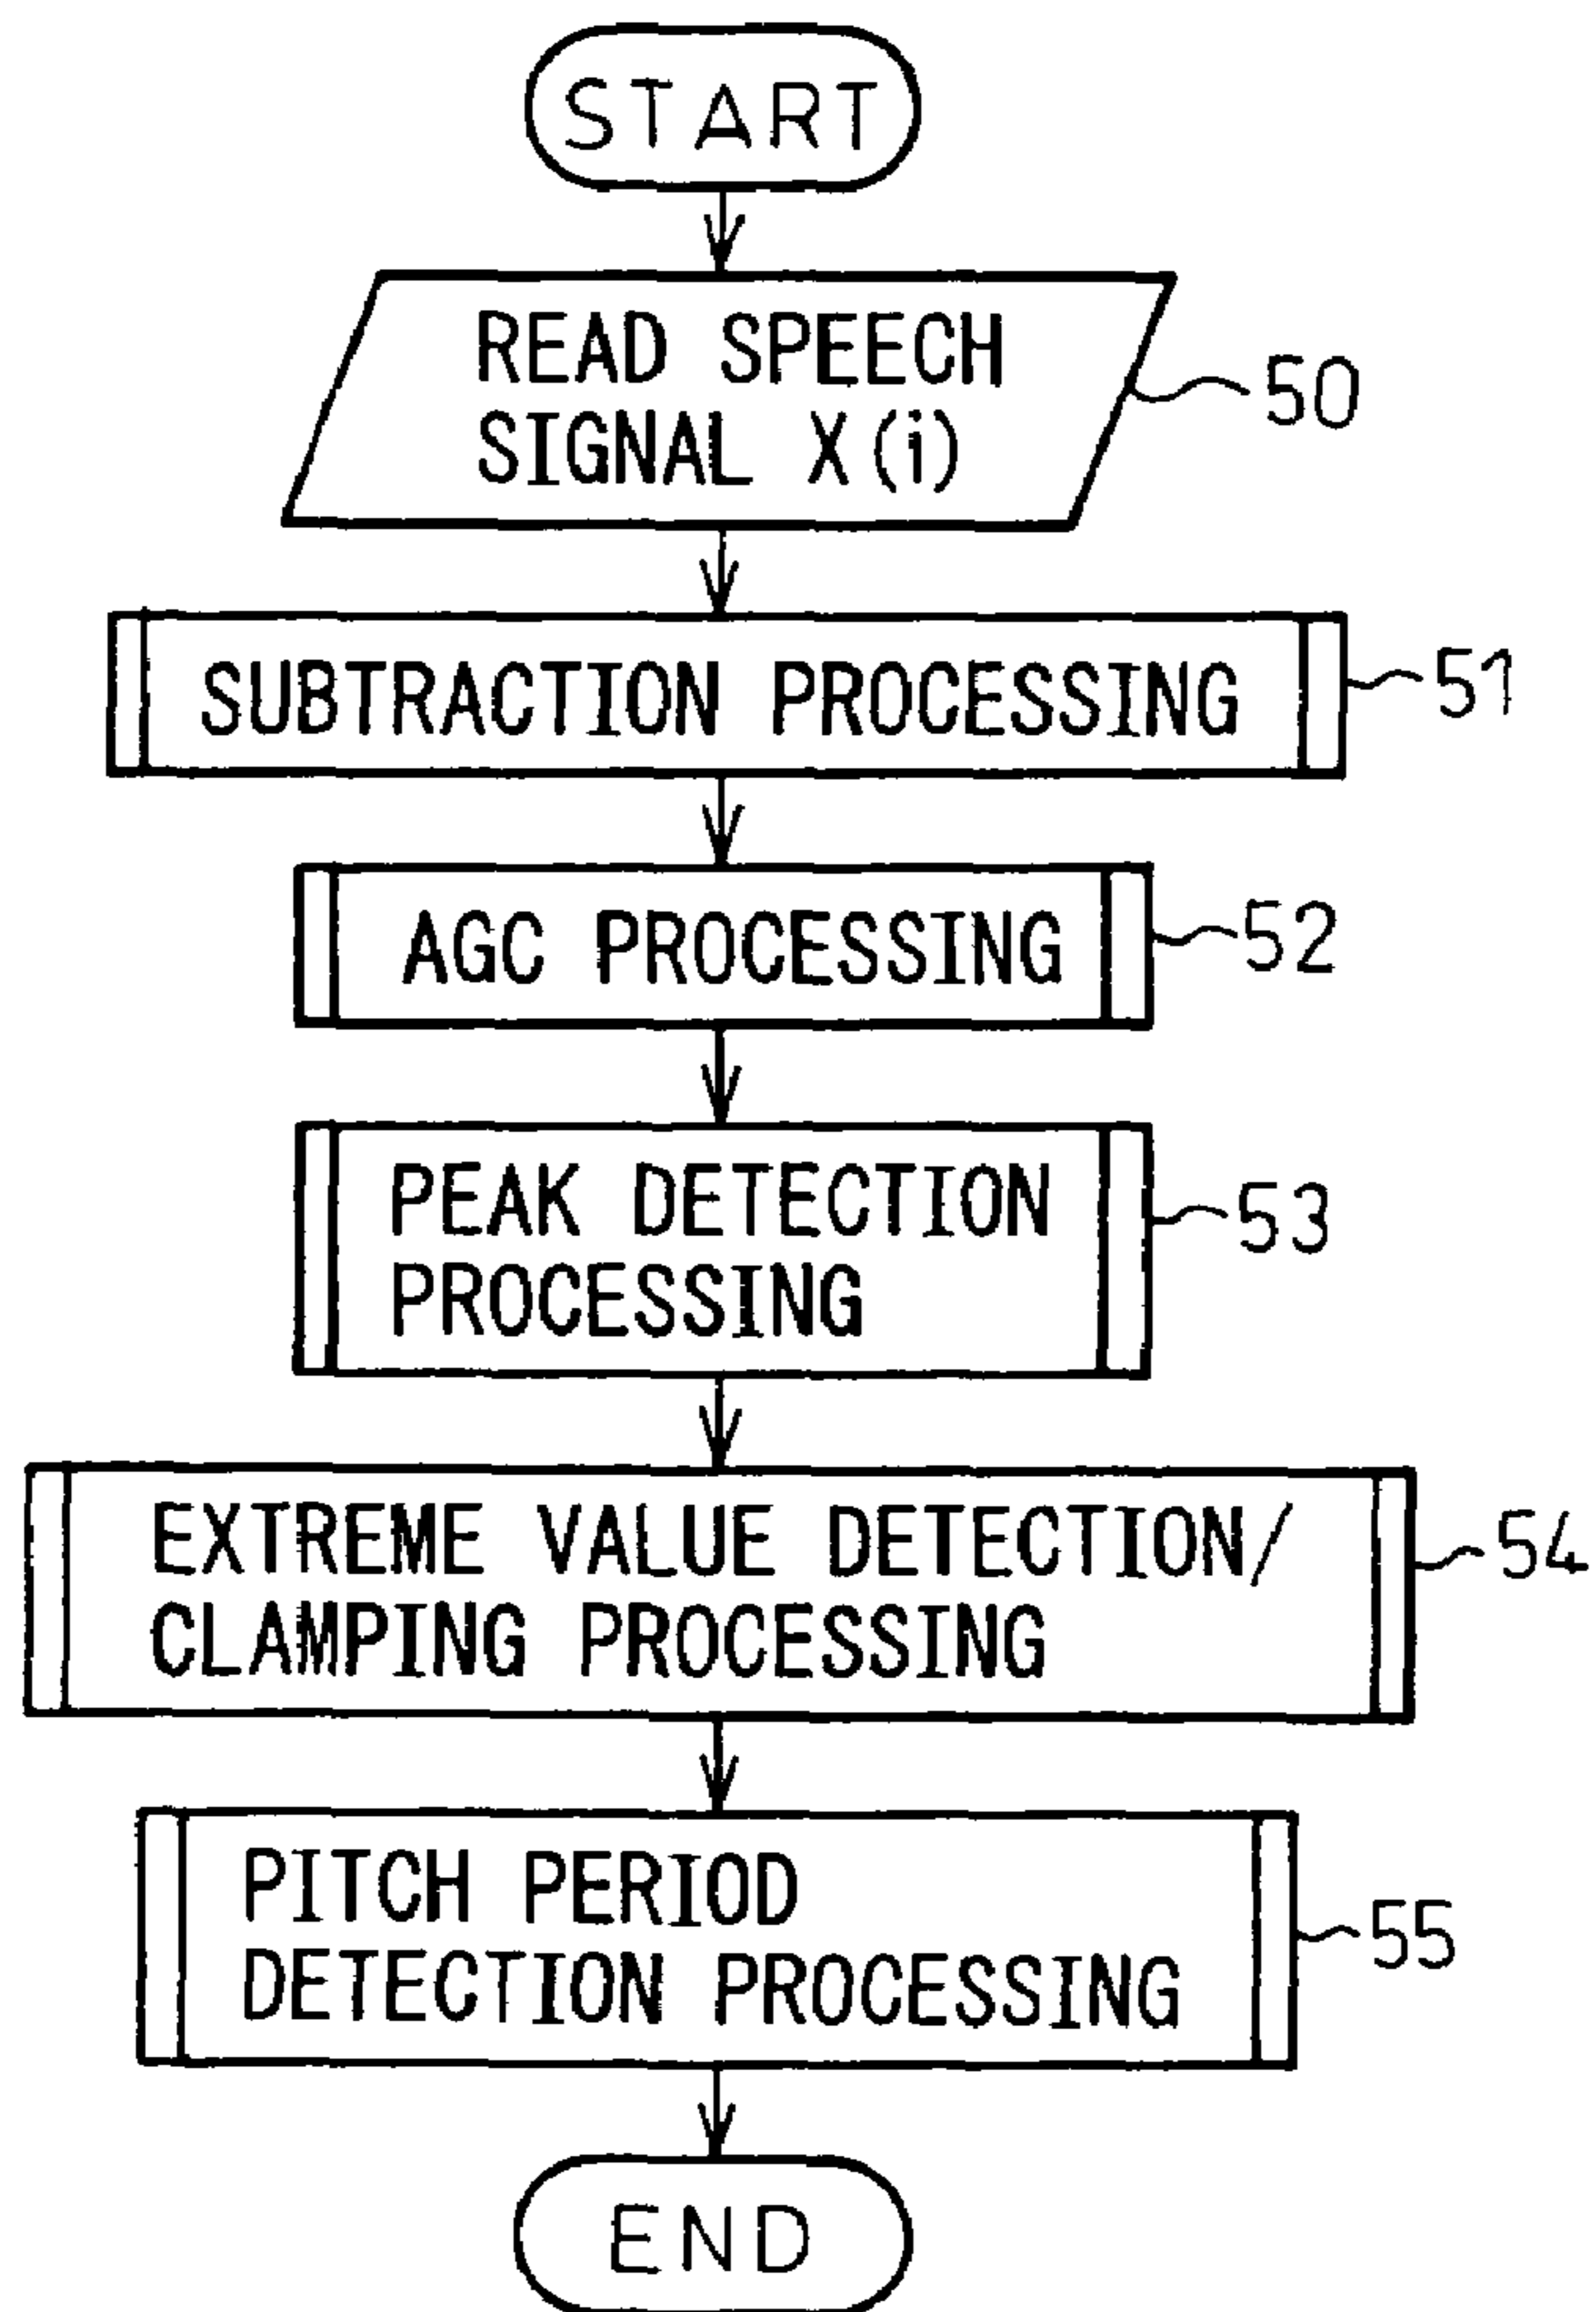 START
READ SPEECH
SIGNAL X(i)
50
SUBTRACTION PROCESSING
51
AGC PROCESSING
52
PEAK DETECTION
PROCESSING
53
EXTREME VALUE DETECTION/
CLAMPING PROCESSING
54
PITCH PERIOD
DETECTION PROCESSING
55
END